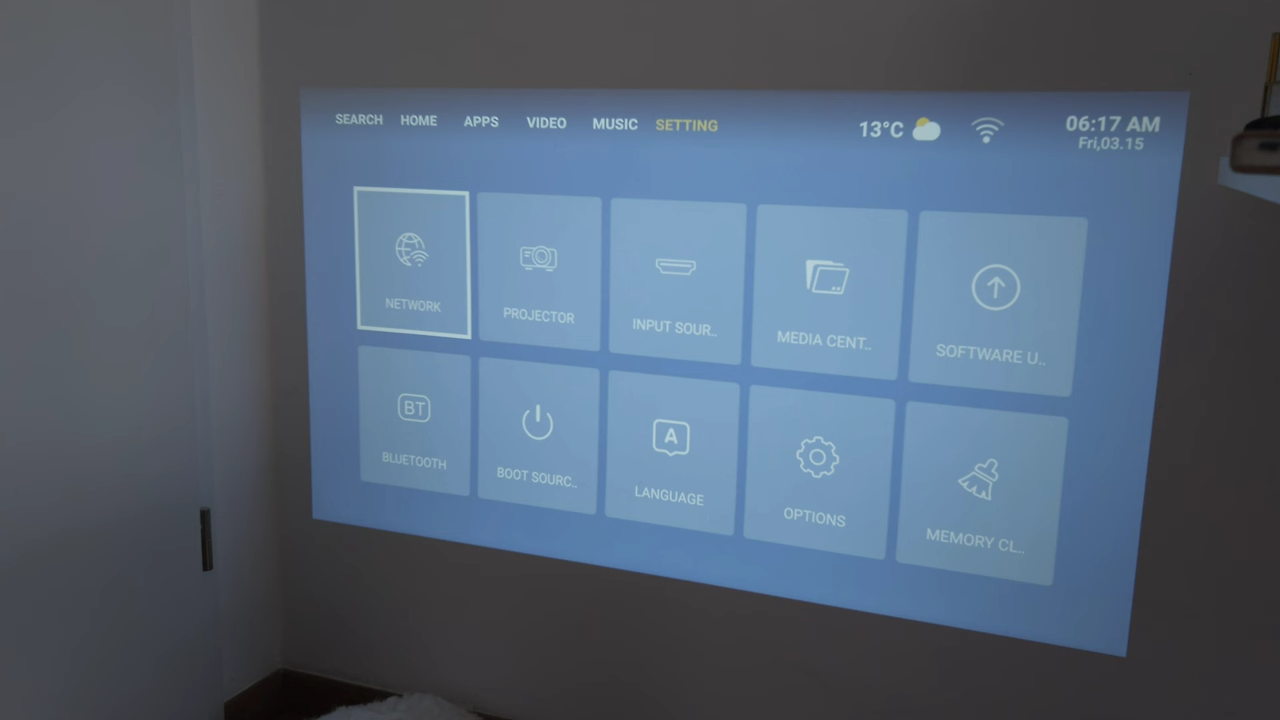 SEARCH HOME APPS VIDEO MUSIC SETTING 13°C 06:17 AM
Fri,03.15
NETWORK PROJECTOR INPUT SOUR.. MEDIA CENT.. SOFTWARE U..
BT A
BLUETOOTH BOOT SOURC.. LANGUAGE OPTIONS MEMORY CL..